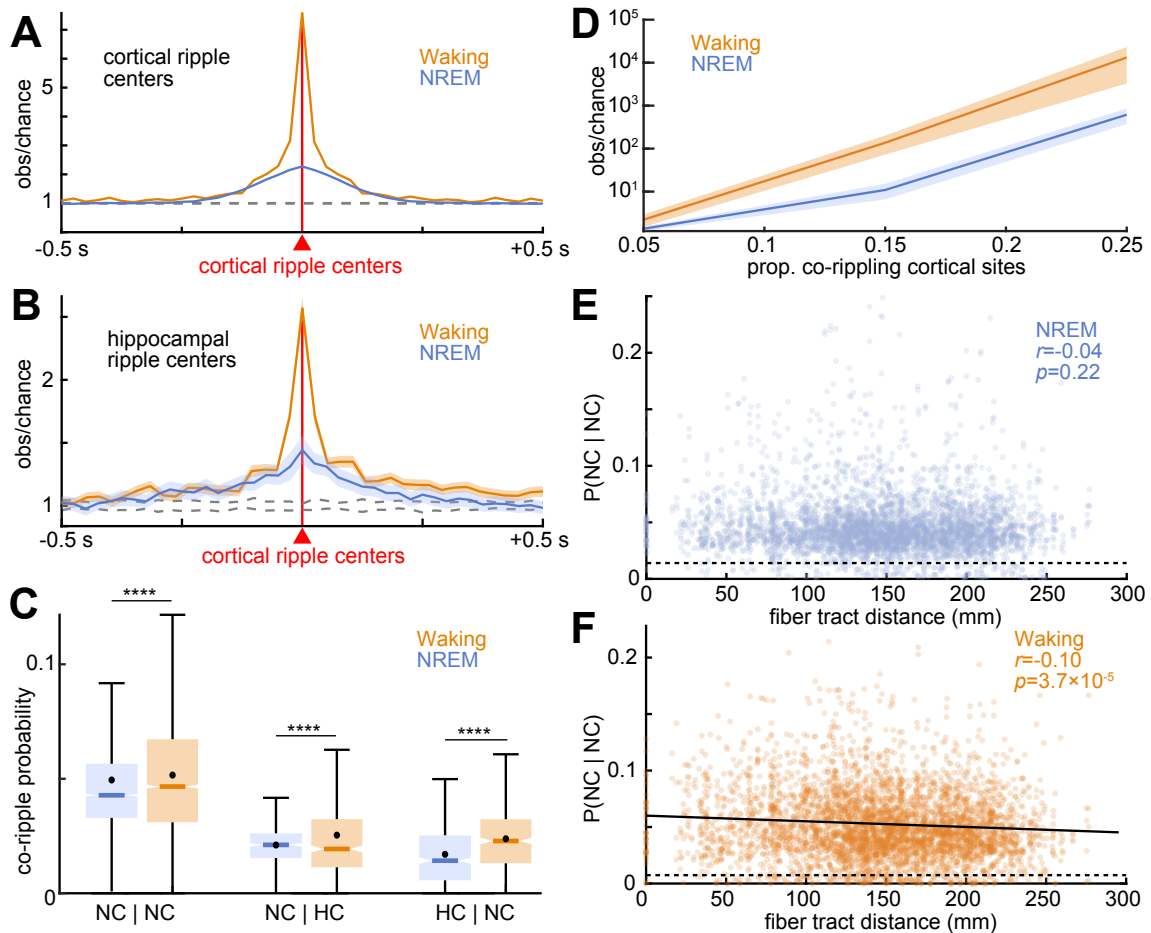 A
cortical ripple
centers
Waking
NREM
obs/chance
5
1
-0.5 s
+0.5 s
cortical ripple centers
B
hippocampal
ripple centers
Waking
NREM
obs/chance
2
1
-0.5 s
+0.5 s
cortical ripple centers
C
Waking
NREM
co-ripple probability
0.1
0
****
****
****
NC | NC
NC | HC
HC | NC
D
Waking
NREM
obs/chance
10⁵
10⁴
10³
10²
10¹
0.05
0.1
0.15
0.2
0.25
prop. co-rippling cortical sites
E
NREM
r=-0.04
p=0.22
P(NC | NC)
0.2
0.1
0
0
50
100
150
200
250
300
fiber tract distance (mm)
F
Waking
r=-0.10
p=3.7×10⁻⁵
P(NC | NC)
0.2
0.1
0
0
50
100
150
200
250
300
fiber tract distance (mm)